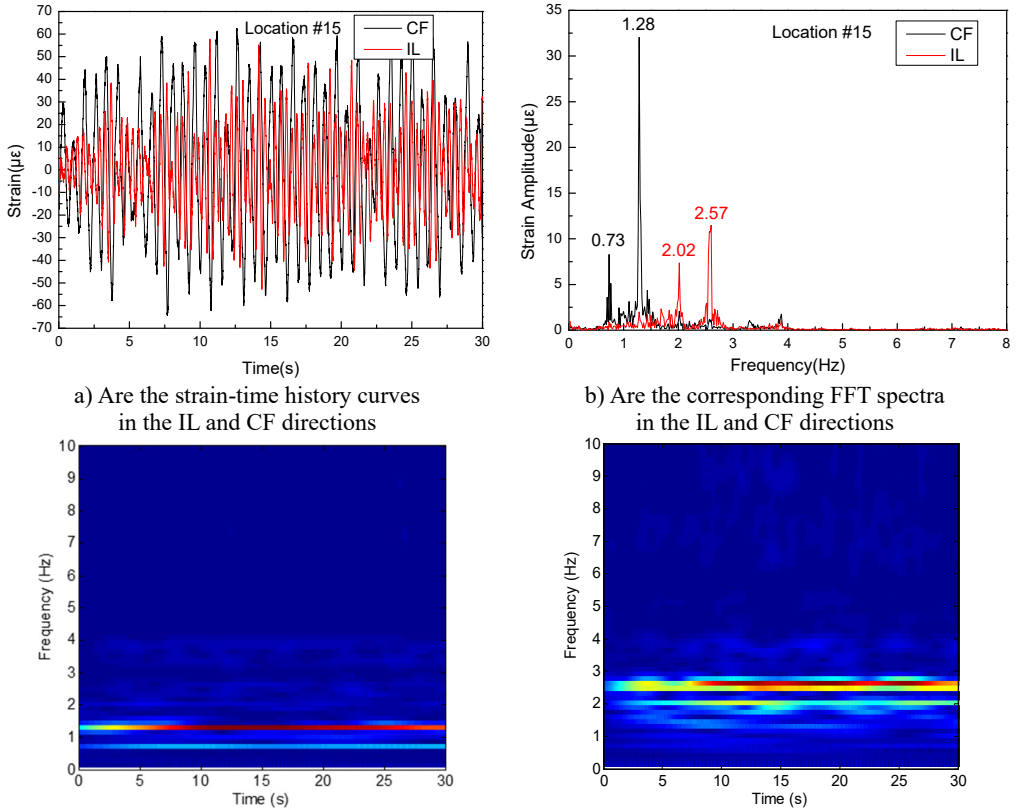 Location #15
CF
IL
70
60
50
40
30
20
10
0
-10
-20
-30
-40
-50
-60
-70
Strain(με)
0 5 10 15 20 25 30
Time(s)
Location #15
CF
IL
1.28
0.73
2.02
2.57
35
30
25
20
15
10
5
0
Strain Amplitude(με)
0 1 2 3 4 5 6 7 8
Frequency(Hz)
a) Are the strain-time history curves
in the IL and CF directions
b) Are the corresponding FFT spectra
in the IL and CF directions
10
9
8
7
6
5
4
3
2
1
0
Frequency (Hz)
0 5 10 15 20 25 30
Time (s)
10
9
8
7
6
5
4
3
2
1
0
Frequency (Hz)
0 5 10 15 20 25 30
Time (s)